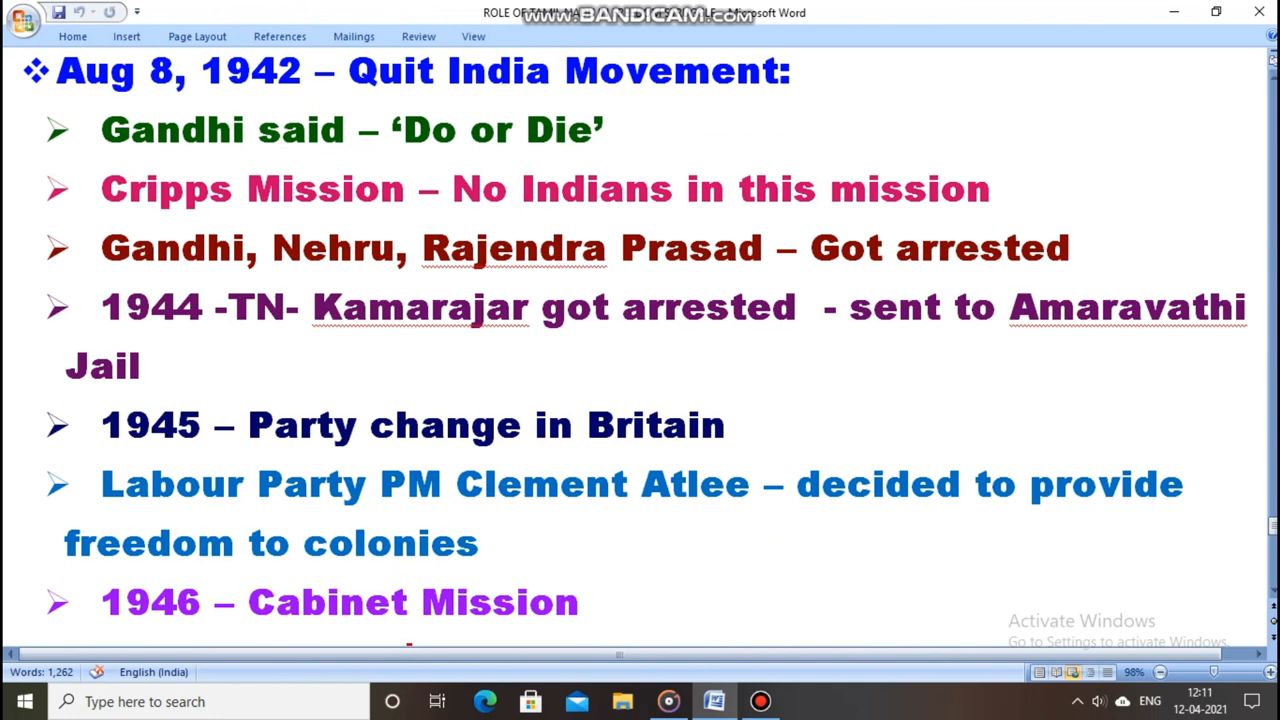 ROLE OF TAMIL
www.BANDICAM.com
Microsoft Word
Home Insert Page Layout References Mailings Review View
❖ Aug 8, 1942 – Quit India Movement:
➢ Gandhi said – ‘Do or Die’
➢ Cripps Mission – No Indians in this mission
➢ Gandhi, Nehru, Rajendra Prasad – Got arrested
➢ 1944 -TN- Kamarajar got arrested - sent to Amaravathi
Jail
➢ 1945 – Party change in Britain
➢ Labour Party PM Clement Atlee – decided to provide
freedom to colonies
➢ 1946 – Cabinet Mission
Activate Windows
Go to Settings to activate Windows.
Words: 1,262 English (India) 98%
Type here to search ENG 12:11
12-04-2021